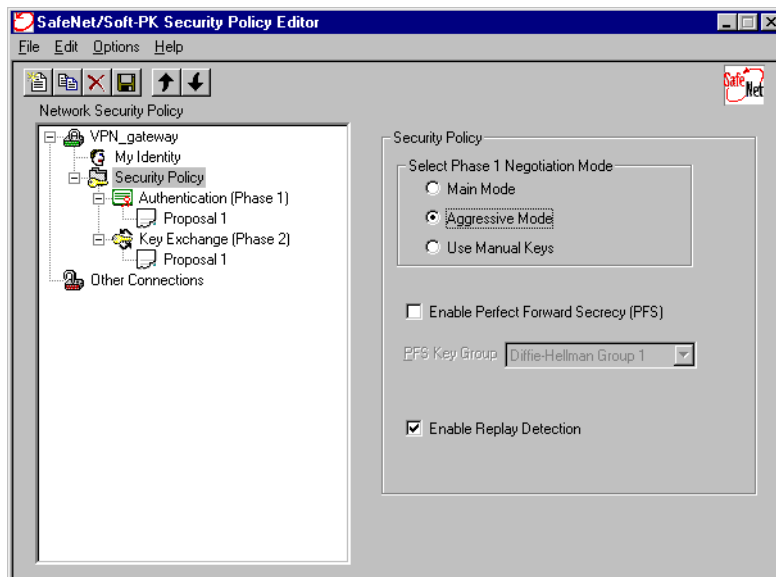 SafeNet/Soft-PK Security Policy Editor
File Edit Options Help
Safe Net
Network Security Policy
VPN_gateway
My Identity
Security Policy
Authentication (Phase 1)
Proposal 1
Key Exchange (Phase 2)
Proposal 1
Other Connections
Security Policy
Select Phase 1 Negotiation Mode
Main Mode
Aggressive Mode
Use Manual Keys
Enable Perfect Forward Secrecy (PFS)
PFS Key Group Diffie-Hellman Group 1
Enable Replay Detection